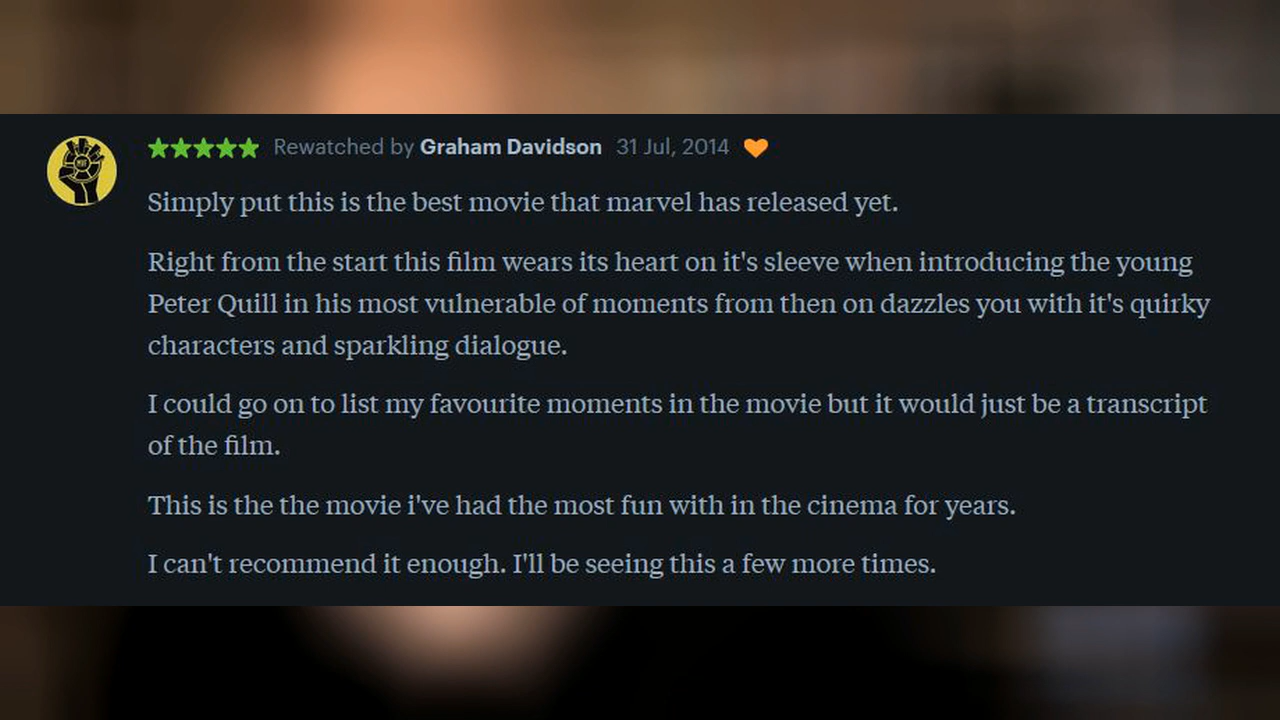 Rewatched by Graham Davidson 31 Jul, 2014
Simply put this is the best movie that marvel has released yet.
Right from the start this film wears its heart on it's sleeve when introducing the young
Peter Quill in his most vulnerable of moments from then on dazzles you with it's quirky
characters and sparkling dialogue.
I could go on to list my favourite moments in the movie but it would just be a transcript
of the film.
This is the the movie i've had the most fun with in the cinema for years.
I can't recommend it enough. I'll be seeing this a few more times.